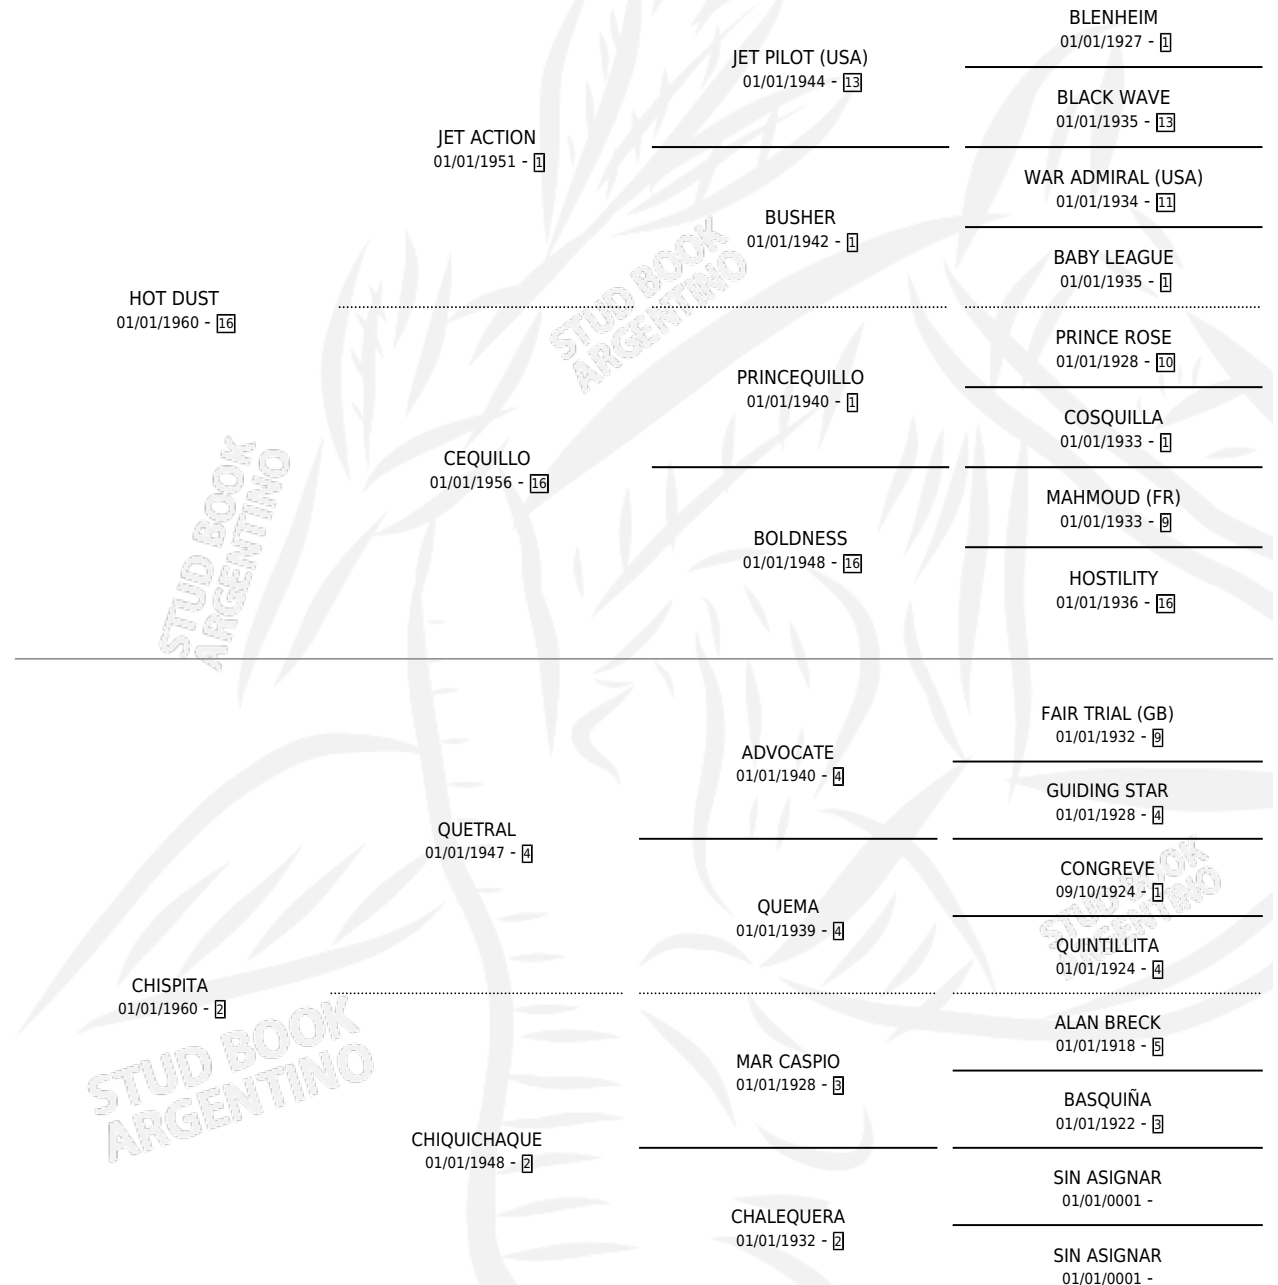 BLENHEIM
01/01/1927 - 1
JET PILOT (USA)
01/01/1944 - 13
BLACK WAVE
01/01/1935 - 13
JET ACTION
01/01/1951 - 1
WAR ADMIRAL (USA)
01/01/1934 - 11
BUSHER
01/01/1942 - 1
BABY LEAGUE
01/01/1935 - 1
HOT DUST
01/01/1960 - 16
PRINCE ROSE
01/01/1928 - 10
PRINCEQUILLO
01/01/1940 - 1
COSQUILLA
01/01/1933 - 1
CEQUILLO
01/01/1956 - 16
MAHMOUD (FR)
01/01/1933 - 9
BOLDNESS
01/01/1948 - 16
HOSTILITY
01/01/1936 - 16
STUD BOOK
ARGENTINO
STUD BOOK
ARGENTINO
FAIR TRIAL (GB)
01/01/1932 - 9
ADVOCATE
01/01/1940 - 4
GUIDING STAR
01/01/1928 - 4
QUETRAL
01/01/1947 - 4
CONGREVE
09/10/1924 - 1
QUEMA
01/01/1939 - 4
QUINTILLITA
01/01/1924 - 4
STUD BOOK
ARGENTINO
CHISPITA
01/01/1960 - 2
ALAN BRECK
01/01/1918 - 5
MAR CASPIO
01/01/1928 - 3
BASQUIÑA
01/01/1922 - 3
STUD BOOK
ARGENTINO
CHIQUICHAQUE
01/01/1948 - 2
SIN ASIGNAR
01/01/0001 -
CHALEQUERA
01/01/1932 - 2
SIN ASIGNAR
01/01/0001 -